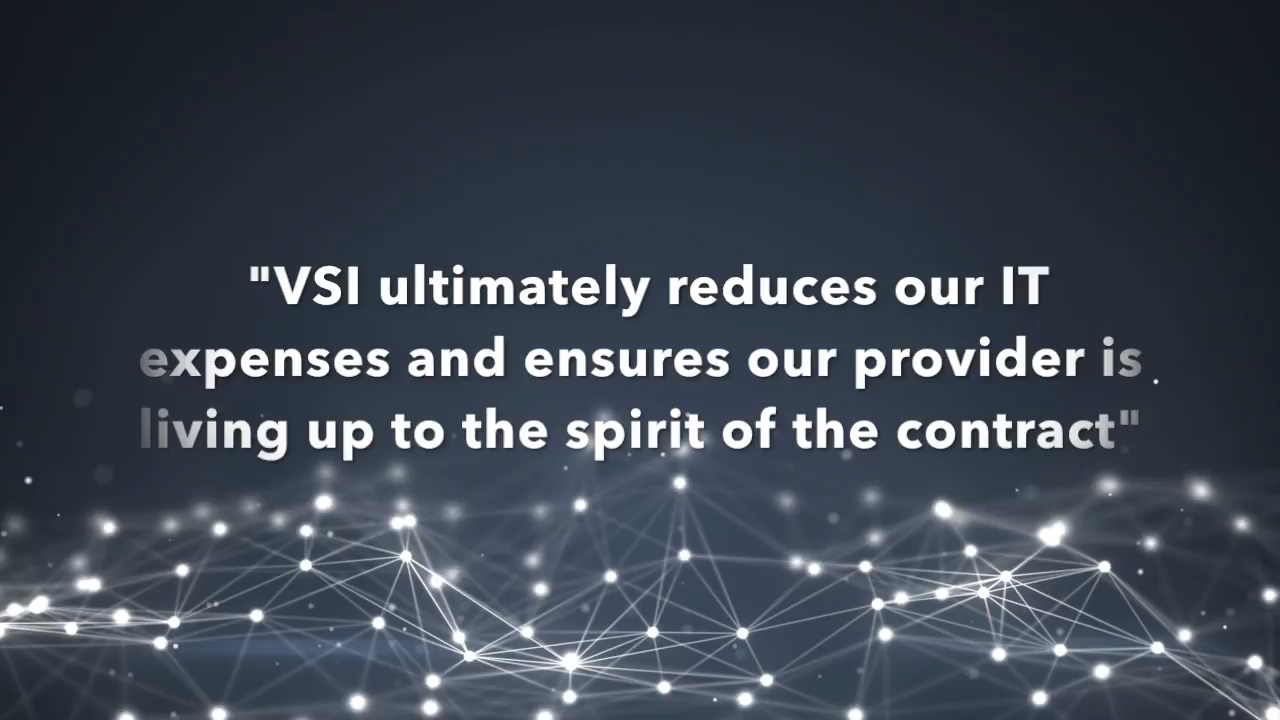 "VSI ultimately reduces our IT
expenses and ensures our provider is
living up to the spirit of the contract"